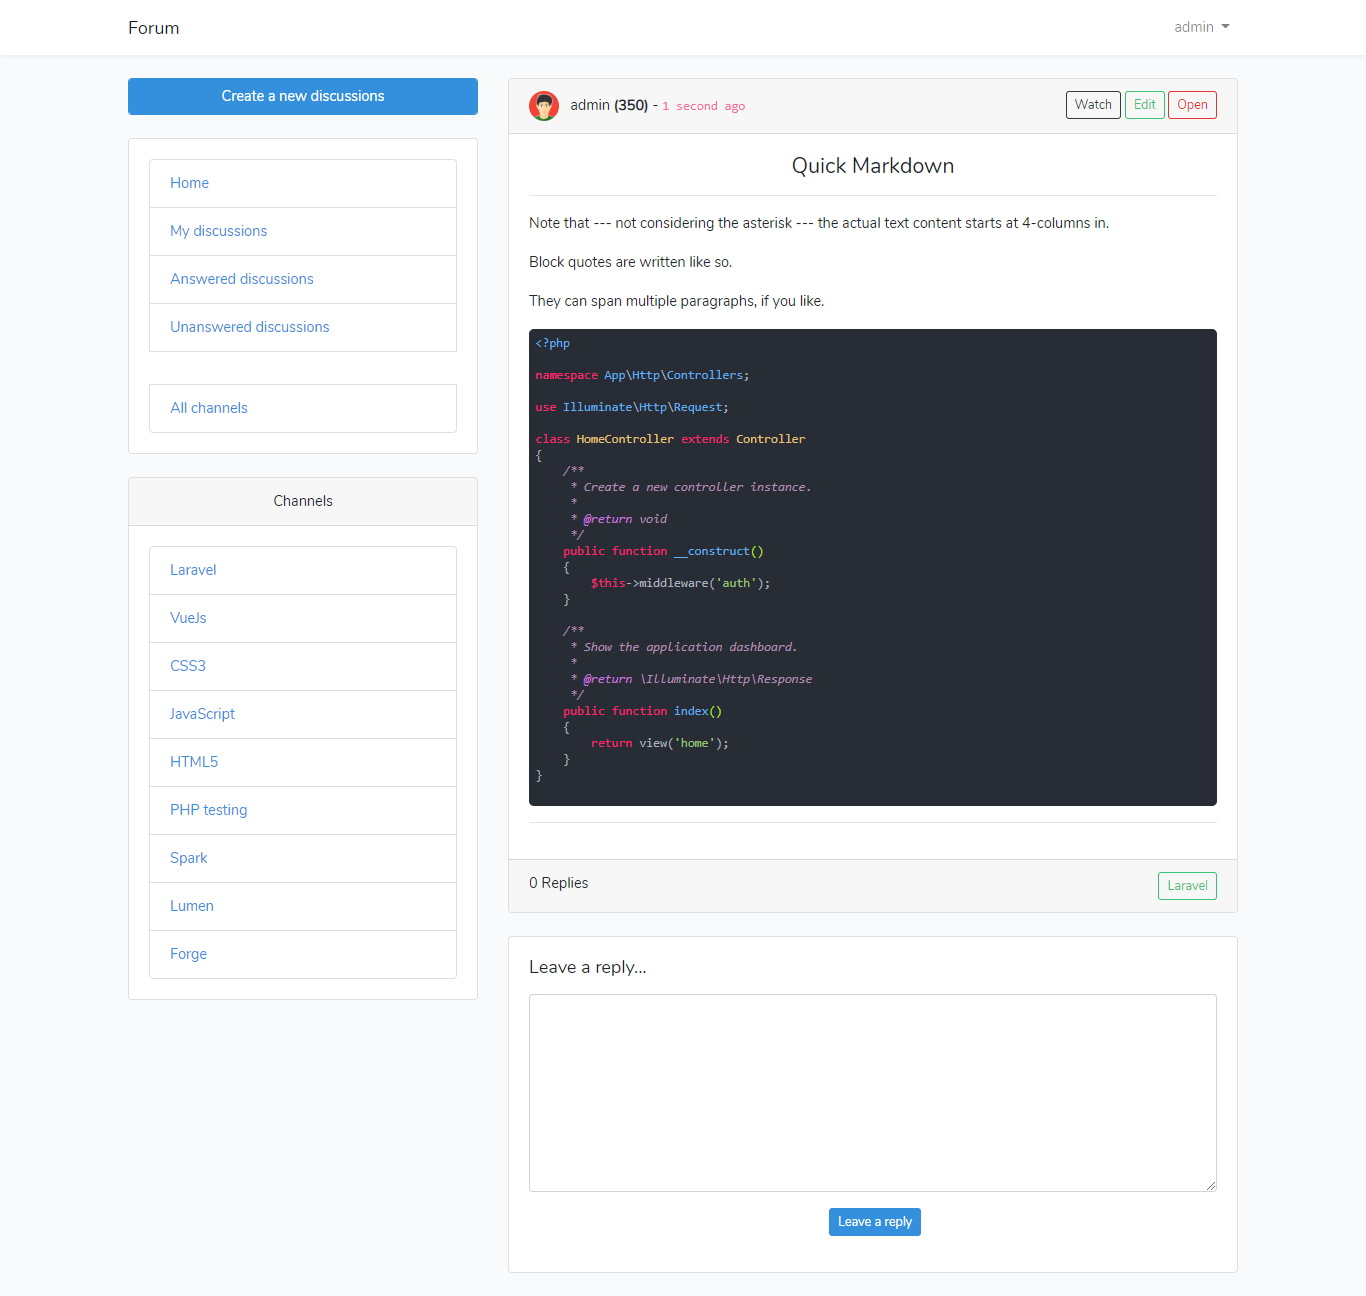 Forum
admin
Create a new discussions
Home
My discussions
Answered discussions
Unanswered discussions
All channels
Channels
Laravel
VueJs
CSS3
JavaScript
HTML5
PHP testing
Spark
Lumen
Forge
admin (350) - 1 second ago
Watch
Edit
Open
Quick Markdown
Note that --- not considering the asterisk --- the actual text content starts at 4-columns in.
Block quotes are written like so.
They can span multiple paragraphs, if you like.
<?php
namespace App\Http\Controllers;
use Illuminate\Http\Request;
class HomeController extends Controller
{
    /**
     * Create a new controller instance.
     *
     * @return void
     */
    public function __construct()
    {
        $this->middleware('auth');
    }
    /**
     * Show the application dashboard.
     *
     * @return \Illuminate\Http\Response
     */
    public function index()
    {
        return view('home');
    }
}
0 Replies
Laravel
Leave a reply...
Leave a reply